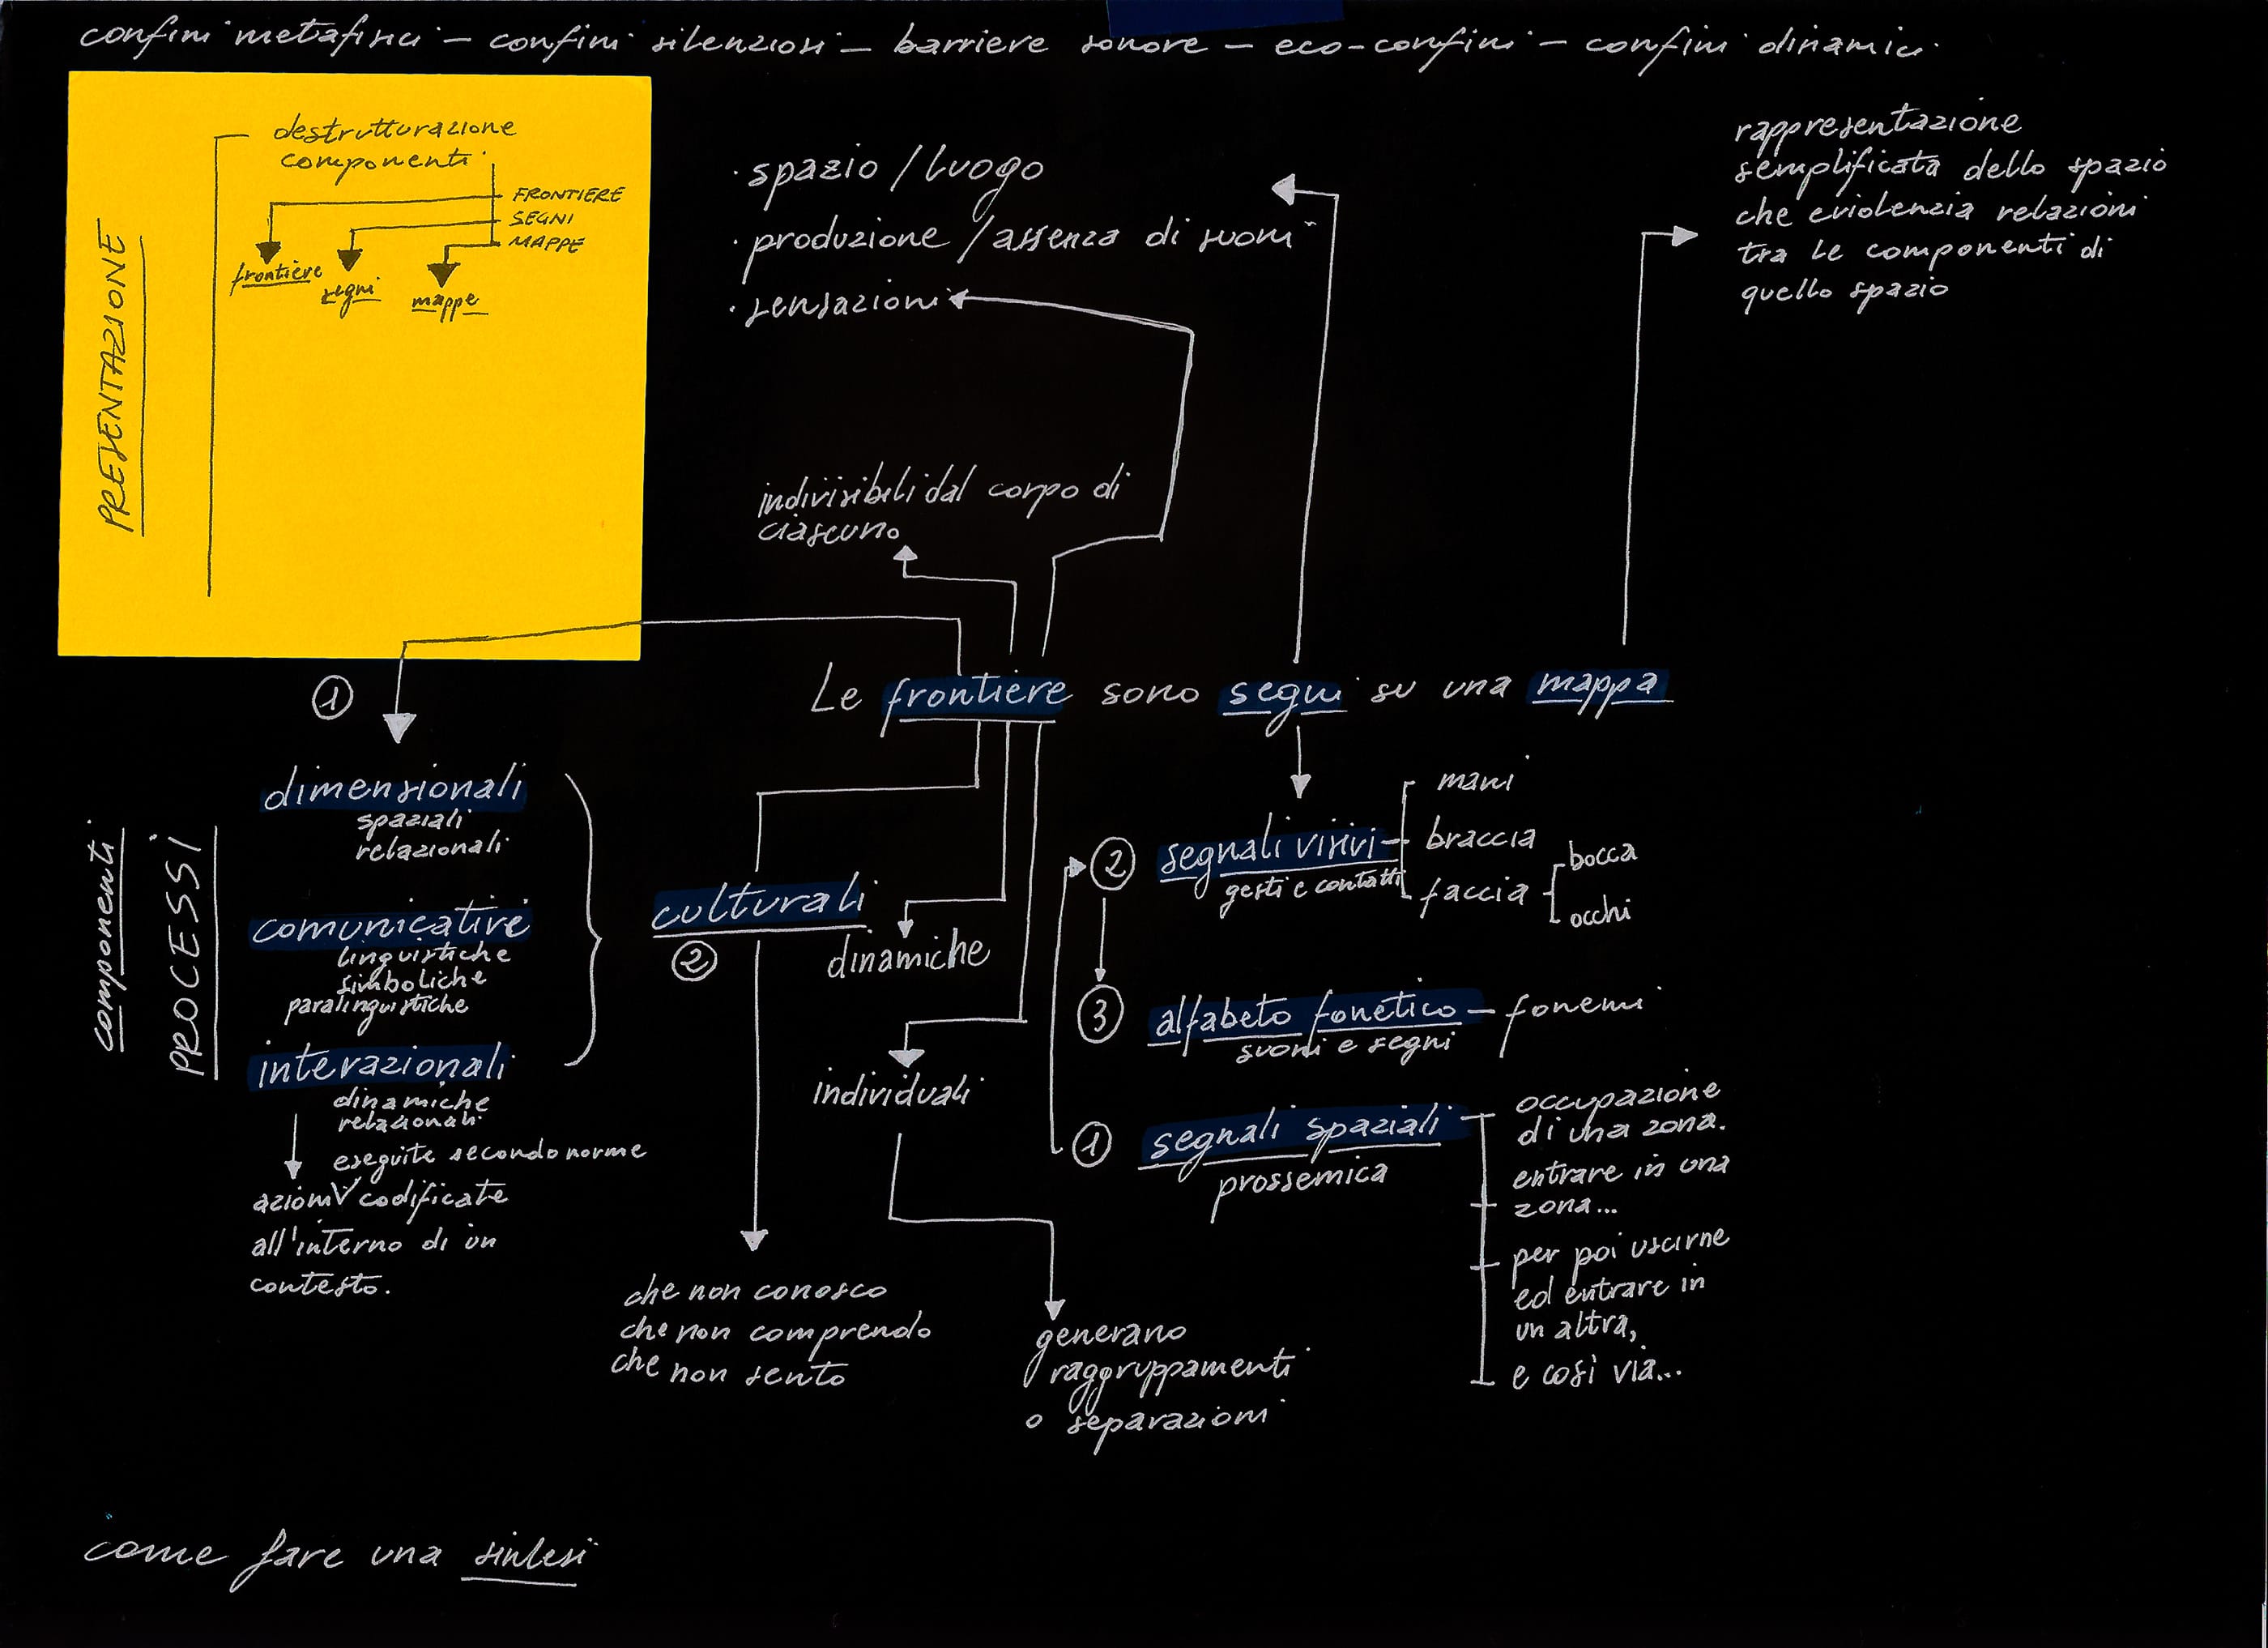 confini metafisici – confini silenziosi – barriere sonore – eco-confini – confini dinamici
PRESENTAZIONE
destrutturazione
componenti
FRONTIERE
SEGNI
MAPPE
frontiere
segni
mappe
· spazio / luogo
· produzione / assenza di suoni
· sensazioni
rappresentazione
semplificata dello spazio
che evidenzia relazioni
tra le componenti di
quello spazio
indivisibili dal corpo di
ciascuno
Le frontiere sono segni su una mappa
1
dimensionali
spaziali
relazionali
componenti
PROCESSI
comunicative
linguistiche
simboliche
paralinguistiche
interazionali
dinamiche
relazionali
eseguite secondo norme
azioni V codificate
all'interno di un
contesto.
culturali
2
dinamiche
individuali
che non conosco
che non comprendo
che non sento
generano
raggruppamenti
o separazioni
2
segnali visivi
gesti e contatti
mani
braccia
faccia
bocca
occhi
3
alfabeto fonetico – fonemi
suoni e segni
1
segnali spaziali
prossemica
occupazione
di una zona.
entrare in una
zona...
per poi uscirne
ed entrare in
un altra,
e così via...
come fare una sintesi